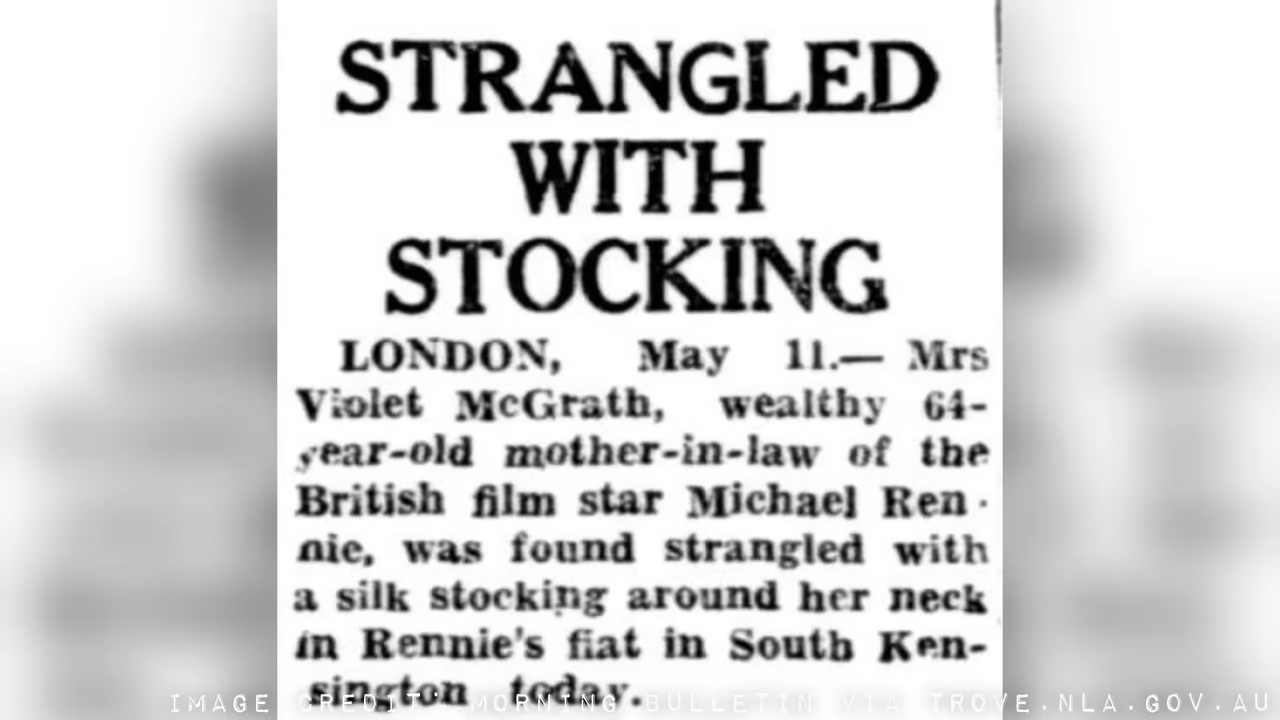 STRANGLED
WITH
STOCKING
LONDON, May 11.— Mrs
Violet McGrath, wealthy 64-
year-old mother-in-law of the
British film star Michael Ren-
nie, was found strangled with
a silk stocking around her neck
in Rennie's flat in South Ken-
sington today.
IMAGE CREDIT: MORNING BULLETIN VIA TROVE.NLA.GOV.AU